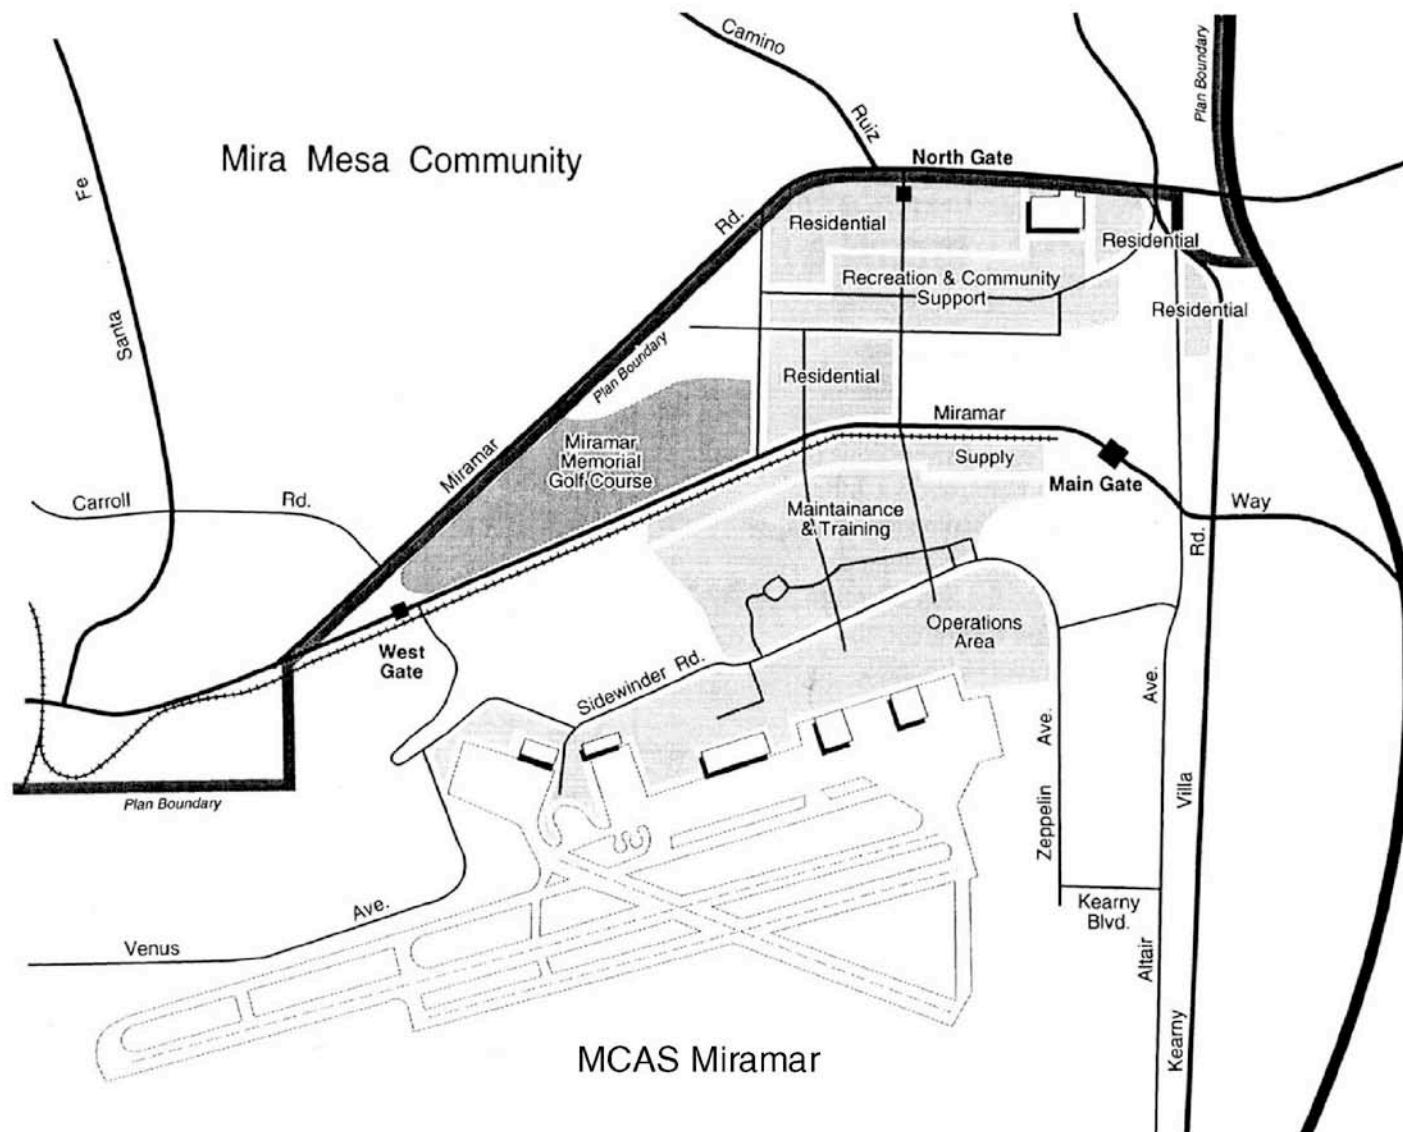 Camino
Ruiz
Plan Boundary
Mira Mesa Community
North Gate
Fe
Santa
Rd.
Residential
Residential
Recreation & Community
Support
Residential
Plan Boundary
Residential
Miramar
Miramar
Miramar
Memorial
Golf Course
Supply
Main Gate
Carroll
Rd.
Way
Maintainance
& Training
Rd.
West
Gate
Operations
Area
Sidewinder Rd.
Ave.
Ave.
Plan Boundary
Villa
Zeppelin
Kearny
Blvd.
Ave.
Venus
Altair
Kearny
MCAS Miramar